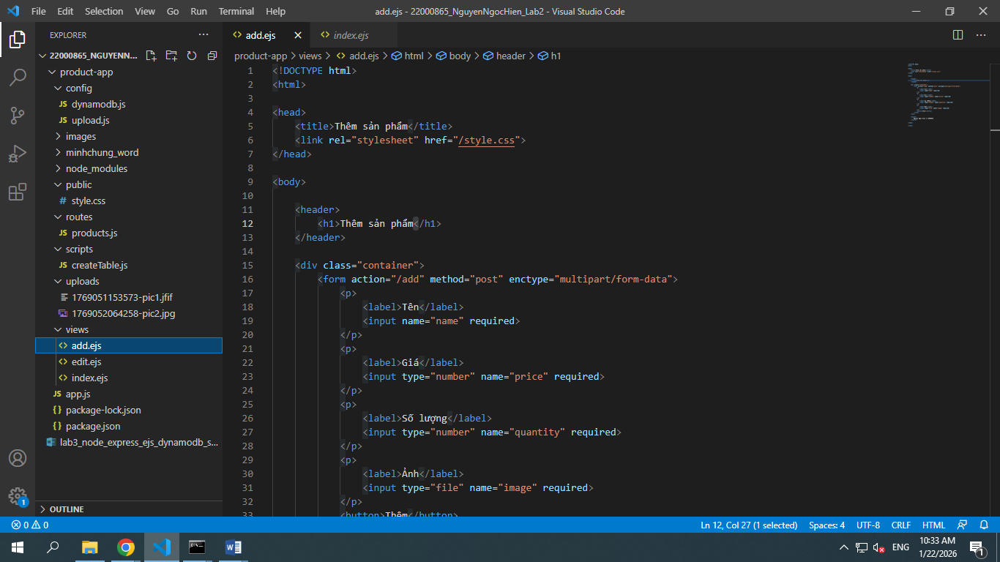 File Edit Selection View Go Run Terminal Help add.ejs - 22000865_NguyenNgocHien_Lab2 - Visual Studio Code
EXPLORER
22000865_NGUYENN...
product-app
config
JS dynamodb.js
JS upload.js
images
minhchung_word
node_modules
public
# style.css
routes
JS products.js
scripts
JS createTable.js
uploads
1769051153573-pic1.jfif
1769052064258-pic2.jpg
views
<> add.ejs
<> edit.ejs
<> index.ejs
JS app.js
{} package-lock.json
{} package.json
lab3_node_express_ejs_dynamodb_s...
OUTLINE
<> add.ejs <> index.ejs
product-app > views > <> add.ejs > html > body > header > h1
1 <!DOCTYPE html>
2 <html>
3
4 <head>
5 <title>Thêm sản phẩm</title>
6 <link rel="stylesheet" href="/style.css">
7 </head>
8
9 <body>
10
11 <header>
12 <h1>Thêm sản phẩm</h1>
13 </header>
14
15 <div class="container">
16 <form action="/add" method="post" enctype="multipart/form-data">
17 <p>
18 <label>Tên</label>
19 <input name="name" required>
20 </p>
21 <p>
22 <label>Giá</label>
23 <input type="number" name="price" required>
24 </p>
25 <p>
26 <label>Số lượng</label>
27 <input type="number" name="quantity" required>
28 </p>
29 <p>
30 <label>Ảnh</label>
31 <input type="file" name="image" required>
32 </p>
33 <button>Thêm</button>
1
0 0 Ln 12, Col 27 (1 selected) Spaces: 4 UTF-8 CRLF HTML
ENG
10:33 AM
1/22/2026
1